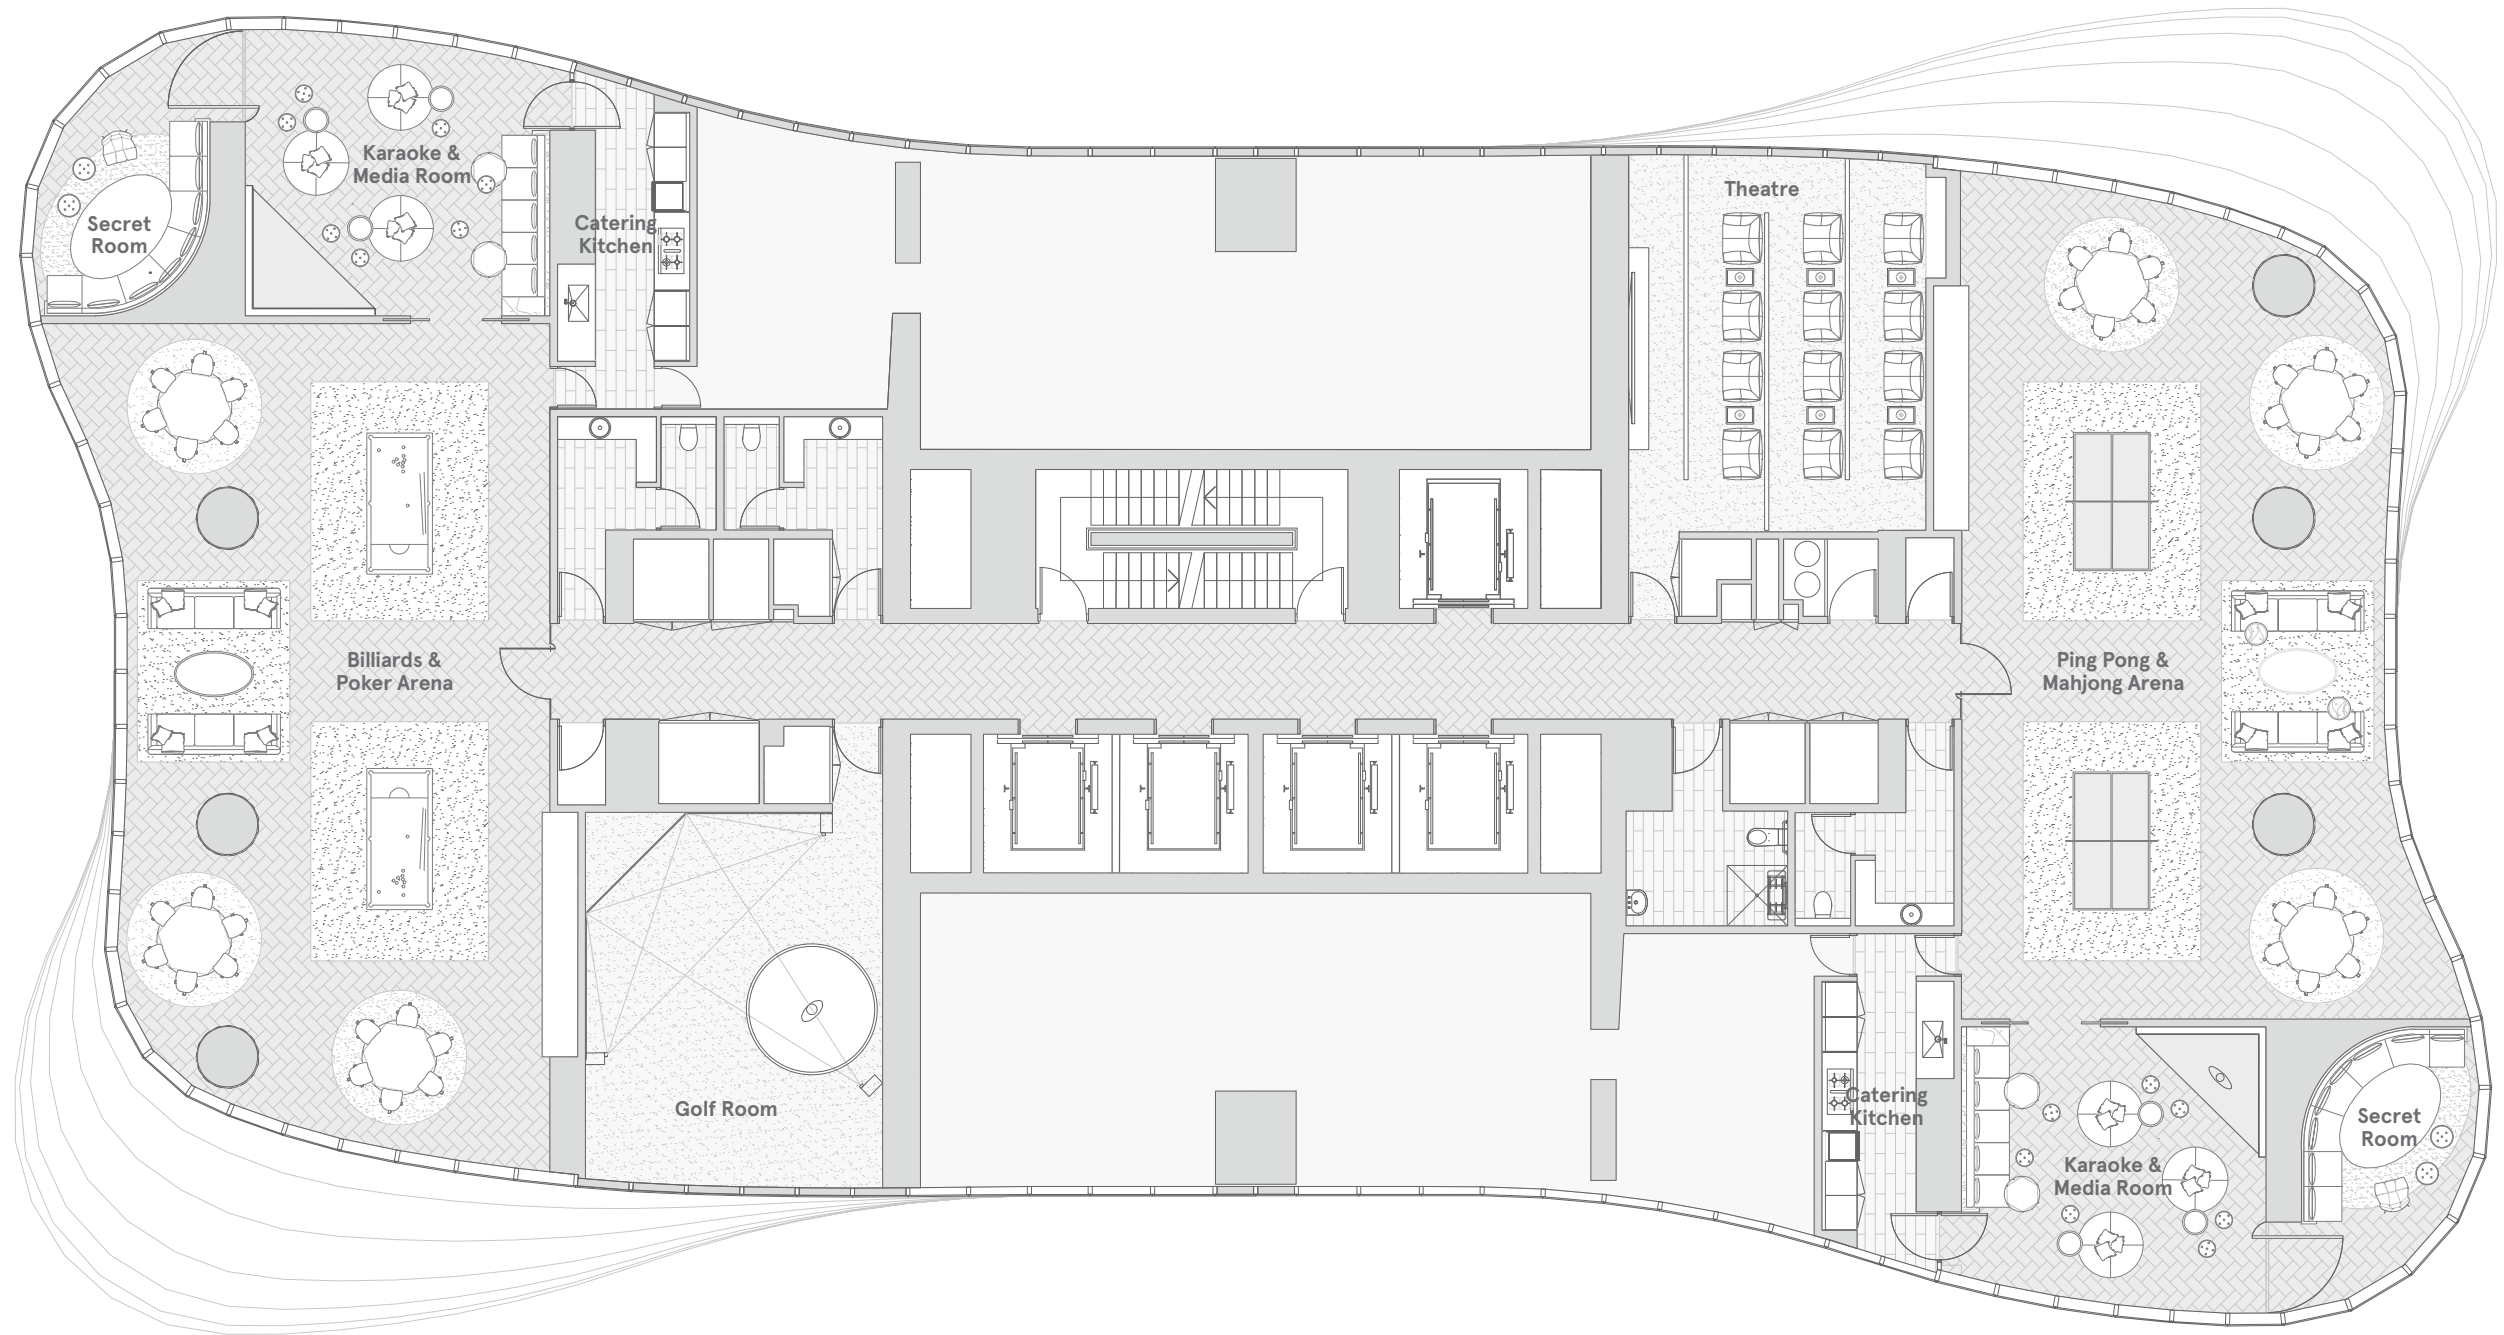 Karaoke &
Media Room
Secret
Room
Catering
Kitchen
Theatre
Billiards &
Poker Arena
Ping Pong &
Mahjong Arena
Golf Room
Catering
Kitchen
Secret
Room
Karaoke &
Media Room